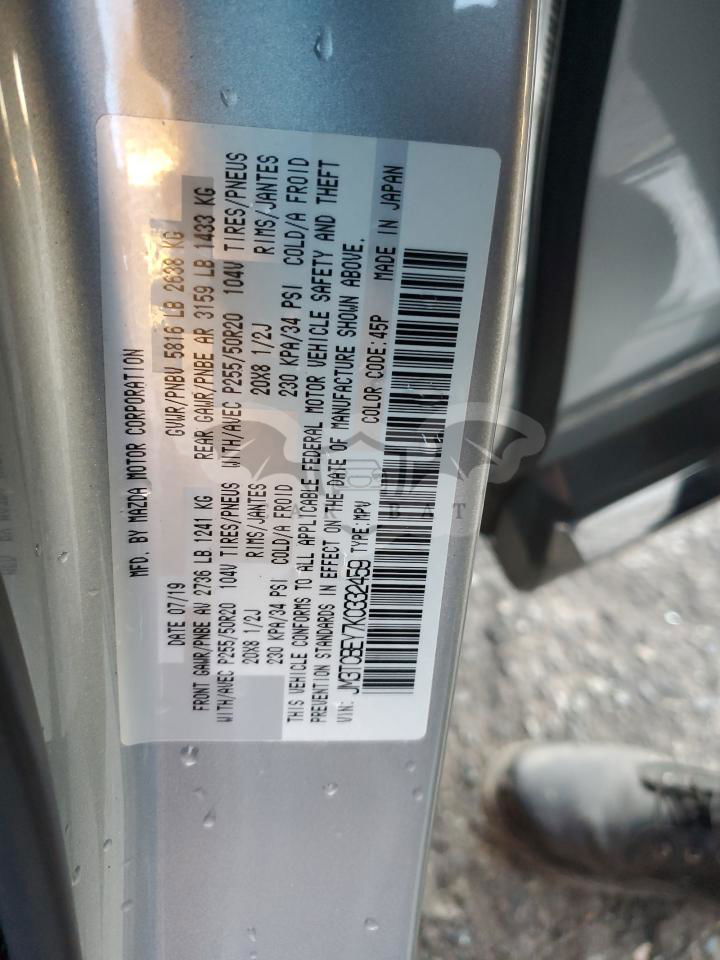 MFD. BY MAZDA MOTOR CORPORATION
DATE 07/19 GVWR/PNBV 5816 LB 2638 KG
FRONT GAWR/PNBE AV 2736 LB 1241 KG REAR GAWR/PNBE AR 3159 LB 1433 KG
WITH/AVEC P255/50R20 104V TIRES/PNEUS WITH/AVEC P255/50R20 104V TIRES/PNEUS
20X8 1/2J RIMS/JANTES 20X8 1/2J RIMS/JANTES
230 KPA/34 PSI COLD/A FROID 230 KPA/34 PSI COLD/A FROID
THIS VEHICLE CONFORMS TO ALL APPLICABLE FEDERAL MOTOR VEHICLE SAFETY AND THEFT
PREVENTION STANDARDS IN EFFECT ON THE DATE OF MANUFACTURE SHOWN ABOVE.
VIN: JM3TCBEY7K0332459 TYPE:MPV COLOR CODE:45P MADE IN JAPAN